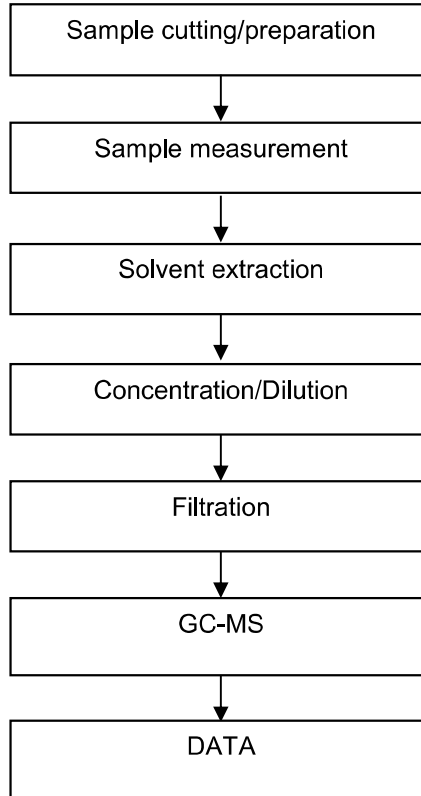 Sample cutting/preparation
Sample measurement
Solvent extraction
Concentration/Dilution
Filtration
GC-MS
DATA